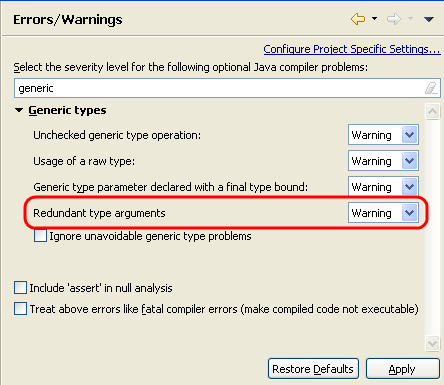 Errors/Warnings
Configure Project Specific Settings...
Select the severity level for the following optional Java compiler problems:
generic
Generic types
Unchecked generic type operation: Warning
Usage of a raw type: Warning
Generic type parameter declared with a final type bound: Warning
Redundant type arguments Warning
Ignore unavoidable generic type problems
Include 'assert' in null analysis
Treat above errors like fatal compiler errors (make compiled code not executable)
Restore Defaults Apply